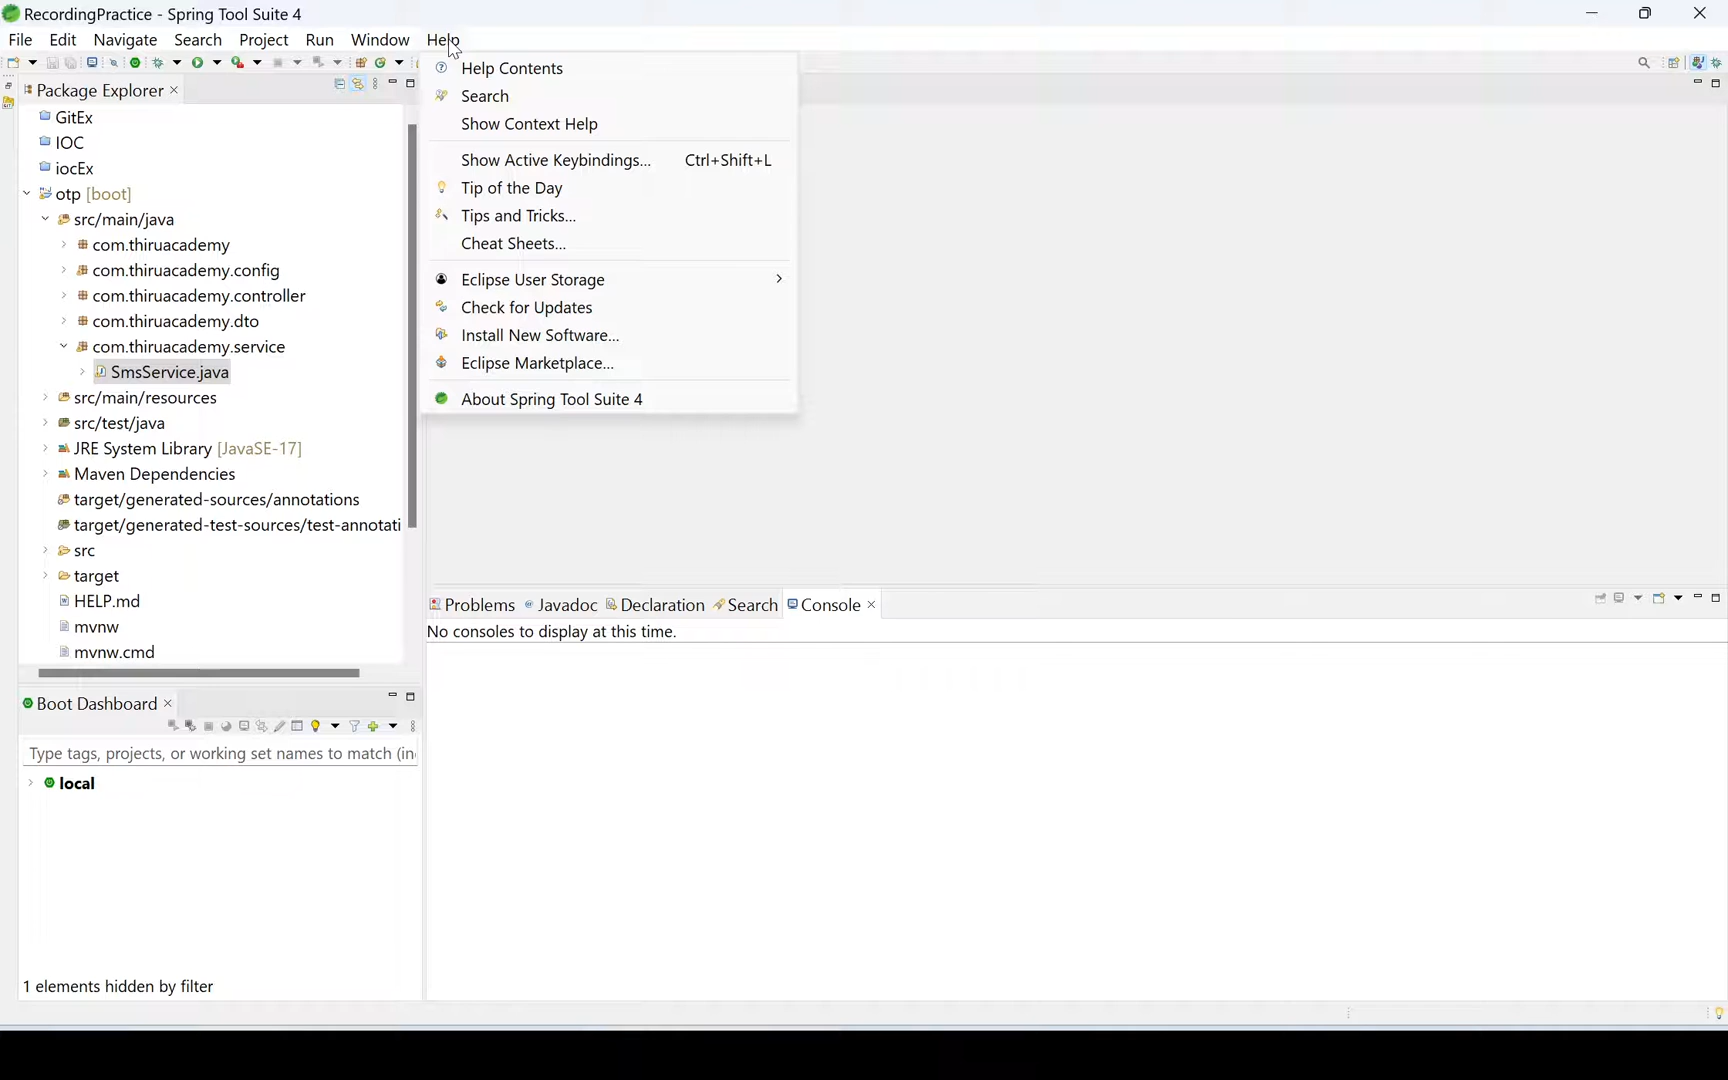 RecordingPractice - Spring Tool Suite 4
File Edit Navigate Search Project Run Window Help
Package Explorer
GitEx
IOC
iocEx
otp [boot]
src/main/java
com.thiruacademy
com.thiruacademy.config
com.thiruacademy.controller
com.thiruacademy.dto
com.thiruacademy.service
SmsService.java
src/main/resources
src/test/java
JRE System Library [JavaSE-17]
Maven Dependencies
target/generated-sources/annotations
target/generated-test-sources/test-annotati
src
target
HELP.md
mvnw
mvnw.cmd
Help Contents
Search
Show Context Help
Show Active Keybindings... Ctrl+Shift+L
Tip of the Day
Tips and Tricks...
Cheat Sheets...
Eclipse User Storage
Check for Updates
Install New Software...
Eclipse Marketplace...
About Spring Tool Suite 4
Problems Javadoc Declaration Search Console
No consoles to display at this time.
Boot Dashboard
Type tags, projects, or working set names to match (in
local
1 elements hidden by filter